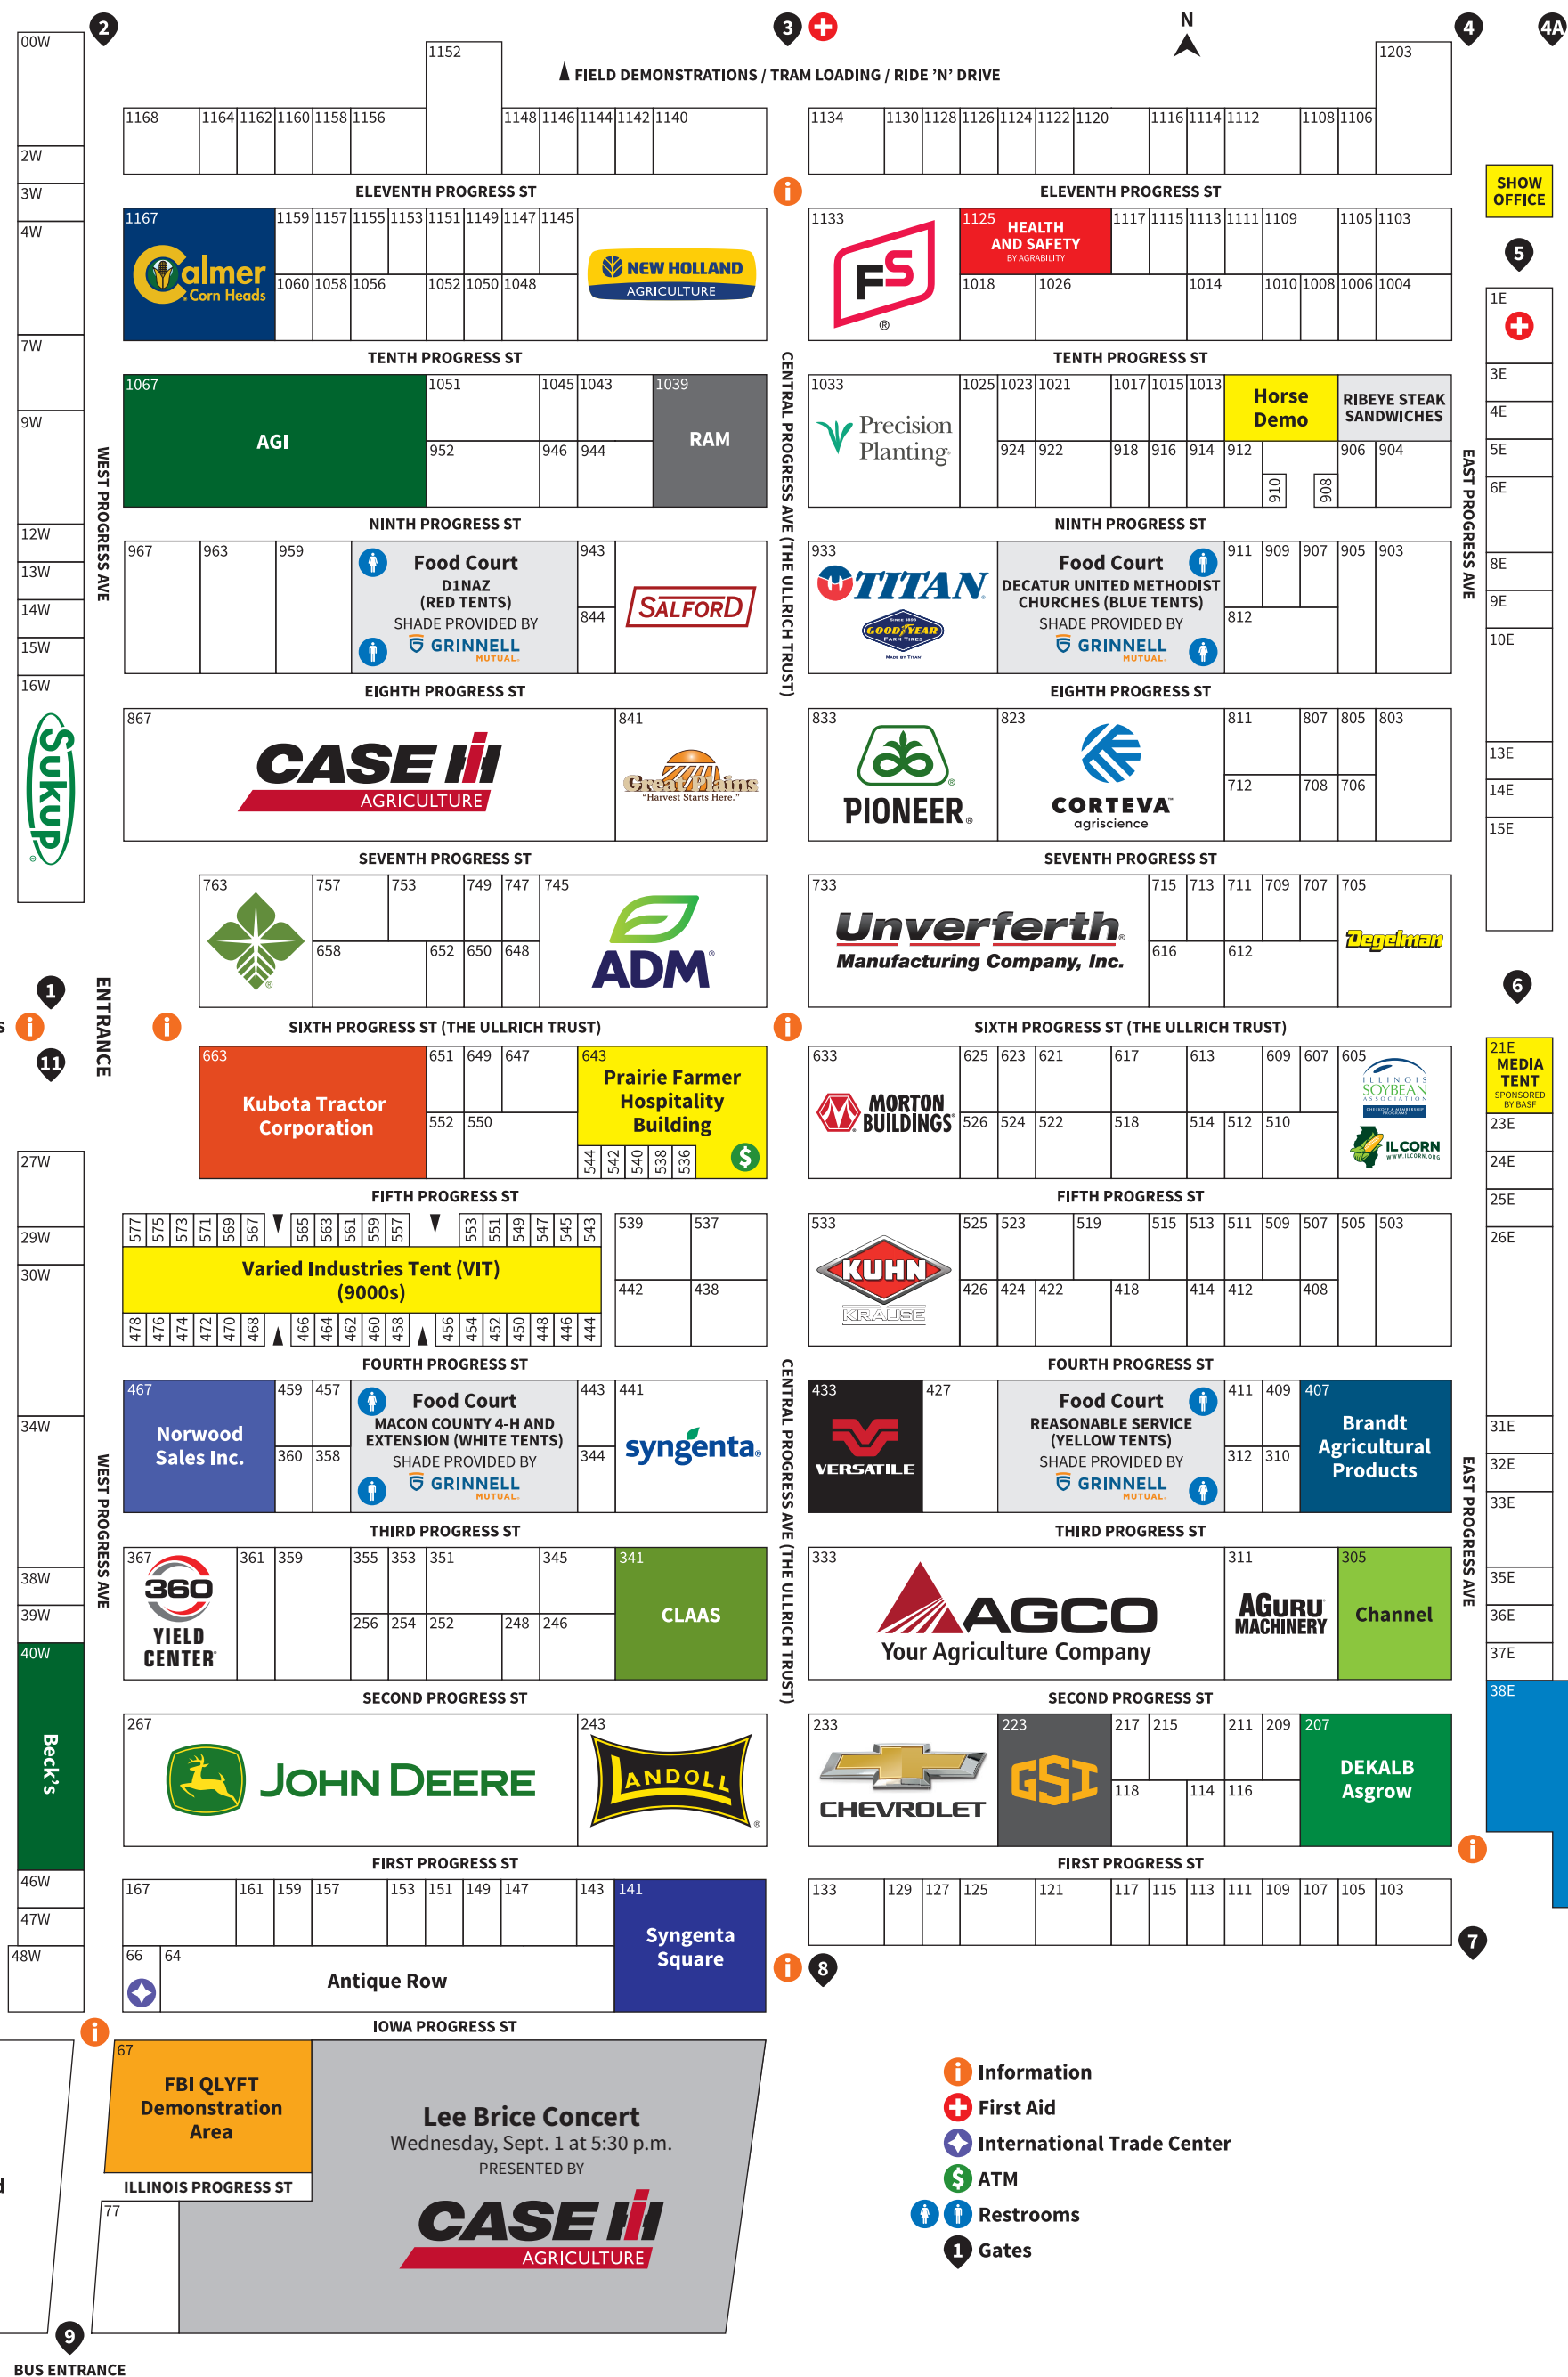 2
3
N
4
4A
00W
1152
1203
FIELD DEMONSTRATIONS / TRAM LOADING / RIDE 'N' DRIVE
1168 1164 1162 1160 1158 1156 1148 1146 1144 1142 1140
1134 1130 1128 1126 1124 1122 1120 1116 1114 1112 1108 1106
2W
3W
4W
7W
9W
12W
13W
14W
15W
16W
Sukup®
WEST PROGRESS AVE
ELEVENTH PROGRESS ST
i
ELEVENTH PROGRESS ST
SHOW
OFFICE
5
1167
Calmer
Corn Heads
1159 1157 1155 1153 1151 1149 1147 1145
NEW HOLLAND
AGRICULTURE
1060 1058 1056 1052 1050 1048
1133
FS
®
1125
HEALTH
AND SAFETY
BY AGRABILITY
1117 1115 1113 1111 1109 1105 1103
1018 1026 1014 1010 1008 1006 1004
1E
3E
4E
5E
6E
8E
9E
10E
13E
14E
15E
TENTH PROGRESS ST
TENTH PROGRESS ST
CENTRAL PROGRESS AVE (THE ULLRICH TRUST)
EAST PROGRESS AVE
1067
AGI
1051 1045 1043
1039
RAM
952 946 944
1033
Precision
Planting®
1025 1023 1021 1017 1015 1013
Horse
Demo
RIBEYE STEAK
SANDWICHES
924 922 918 916 914 912 910 908 906 904
NINTH PROGRESS ST
NINTH PROGRESS ST
967 963 959
Food Court
D1NAZ
(RED TENTS)
SHADE PROVIDED BY
GRINNELL
MUTUAL.
943
844
SALFORD
933
TITAN
SINCE 1898
GOODYEAR
FARM TIRES
MADE BY TITAN
Food Court
DECATUR UNITED METHODIST
CHURCHES (BLUE TENTS)
SHADE PROVIDED BY
GRINNELL
MUTUAL.
911 909 907 905 903
812
EIGHTH PROGRESS ST
EIGHTH PROGRESS ST
867
CASE IH
AGRICULTURE
841
Great Plains
"Harvest Starts Here."
833
PIONEER®
823
CORTEVA™
agriscience
811 807 805 803
712 708 706
SEVENTH PROGRESS ST
SEVENTH PROGRESS ST
763 757 753 749 747 745
®
658 652 650 648
ADM®
733
Unverferth®
Manufacturing Company, Inc.
715 713 711 709 707 705
616 612
Degelman
1
ENTRANCE
s i
11
i
SIXTH PROGRESS ST (THE ULLRICH TRUST)
i
SIXTH PROGRESS ST (THE ULLRICH TRUST)
6
663
Kubota Tractor
Corporation
651 649 647
552 550
643
Prairie Farmer
Hospitality
Building
544 542 540 538 536
$
633
MORTON
BUILDINGS®
625 623 621 617 613 609 607 605
526 524 522 518 514 512 510
ILLINOIS
SOYBEAN
ASSOCIATION
CHECKOFF & MEMBERSHIP
PROGRAMS
ILCORN
WWW.ILCORN.ORG
21E
MEDIA
TENT
SPONSORED
BY BASF
23E
24E
25E
26E
31E
32E
33E
35E
36E
37E
38E
27W
29W
30W
34W
38W
39W
40W
Beck's
46W
47W
48W
WEST PROGRESS AVE
FIFTH PROGRESS ST
FIFTH PROGRESS ST
577 575 573 571 569 567 565 563 561 559 557 553 551 549 547 545 543
Varied Industries Tent (VIT)
(9000s)
478 476 474 472 470 468 466 464 462 460 458 456 454 452 450 448 446 444
539 537
442 438
533
KUHN
KRAUSE
525 523 519 515 513 511 509 507 505 503
426 424 422 418 414 412 408
FOURTH PROGRESS ST
FOURTH PROGRESS ST
CENTRAL PROGRESS AVE (THE ULLRICH TRUST)
EAST PROGRESS AVE
467
Norwood
Sales Inc.
459 457
360 358
Food Court
MACON COUNTY 4-H AND
EXTENSION (WHITE TENTS)
SHADE PROVIDED BY
GRINNELL
MUTUAL.
443 441
344
syngenta®
433
VERSATILE
427
Food Court
REASONABLE SERVICE
(YELLOW TENTS)
SHADE PROVIDED BY
GRINNELL
MUTUAL.
411 409
312 310
407
Brandt
Agricultural
Products
THIRD PROGRESS ST
THIRD PROGRESS ST
367
360
YIELD
CENTER
361 359 355 353 351 345
256 254 252 248 246
341
CLAAS
333
AGCO
Your Agriculture Company
311
AGURU
MACHINERY
305
Channel
SECOND PROGRESS ST
SECOND PROGRESS ST
267
JOHN DEERE
243
LANDOLL
®
233
CHEVROLET
223
GSI
217 215 211 209
118 114 116
207
DEKALB
Asgrow
i
FIRST PROGRESS ST
FIRST PROGRESS ST
167 161 159 157 153 151 149 147 143
141
Syngenta
Square
133 129 127 125 121 117 115 113 111 109 107 105 103
7
66 64
Antique Row
i
8
i
IOWA PROGRESS ST
67
FBI QLYFT
Demonstration
Area
ILLINOIS PROGRESS ST
77
Lee Brice Concert
Wednesday, Sept. 1 at 5:30 p.m.
PRESENTED BY
CASE IH
AGRICULTURE
i Information
First Aid
International Trade Center
$ ATM
Restrooms
1 Gates
d
9
BUS ENTRANCE